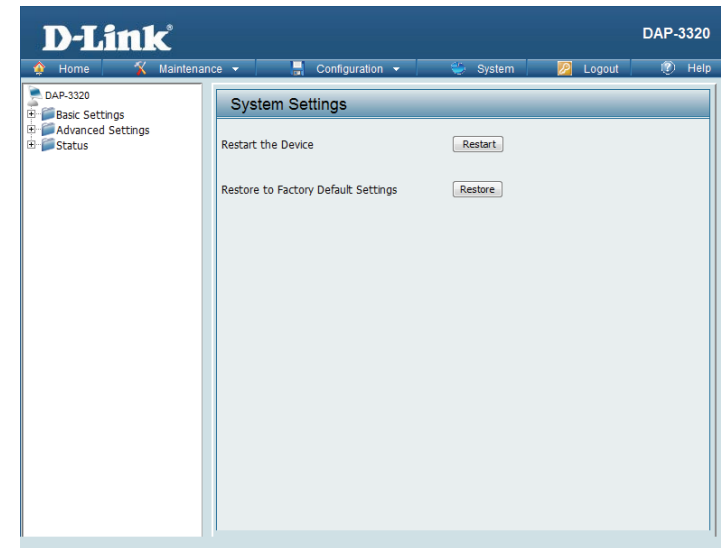 D-Link®
DAP-3320
Home Maintenance Configuration System Logout Help
DAP-3320
Basic Settings
Advanced Settings
Status
System Settings
Restart the Device Restart
Restore to Factory Default Settings Restore